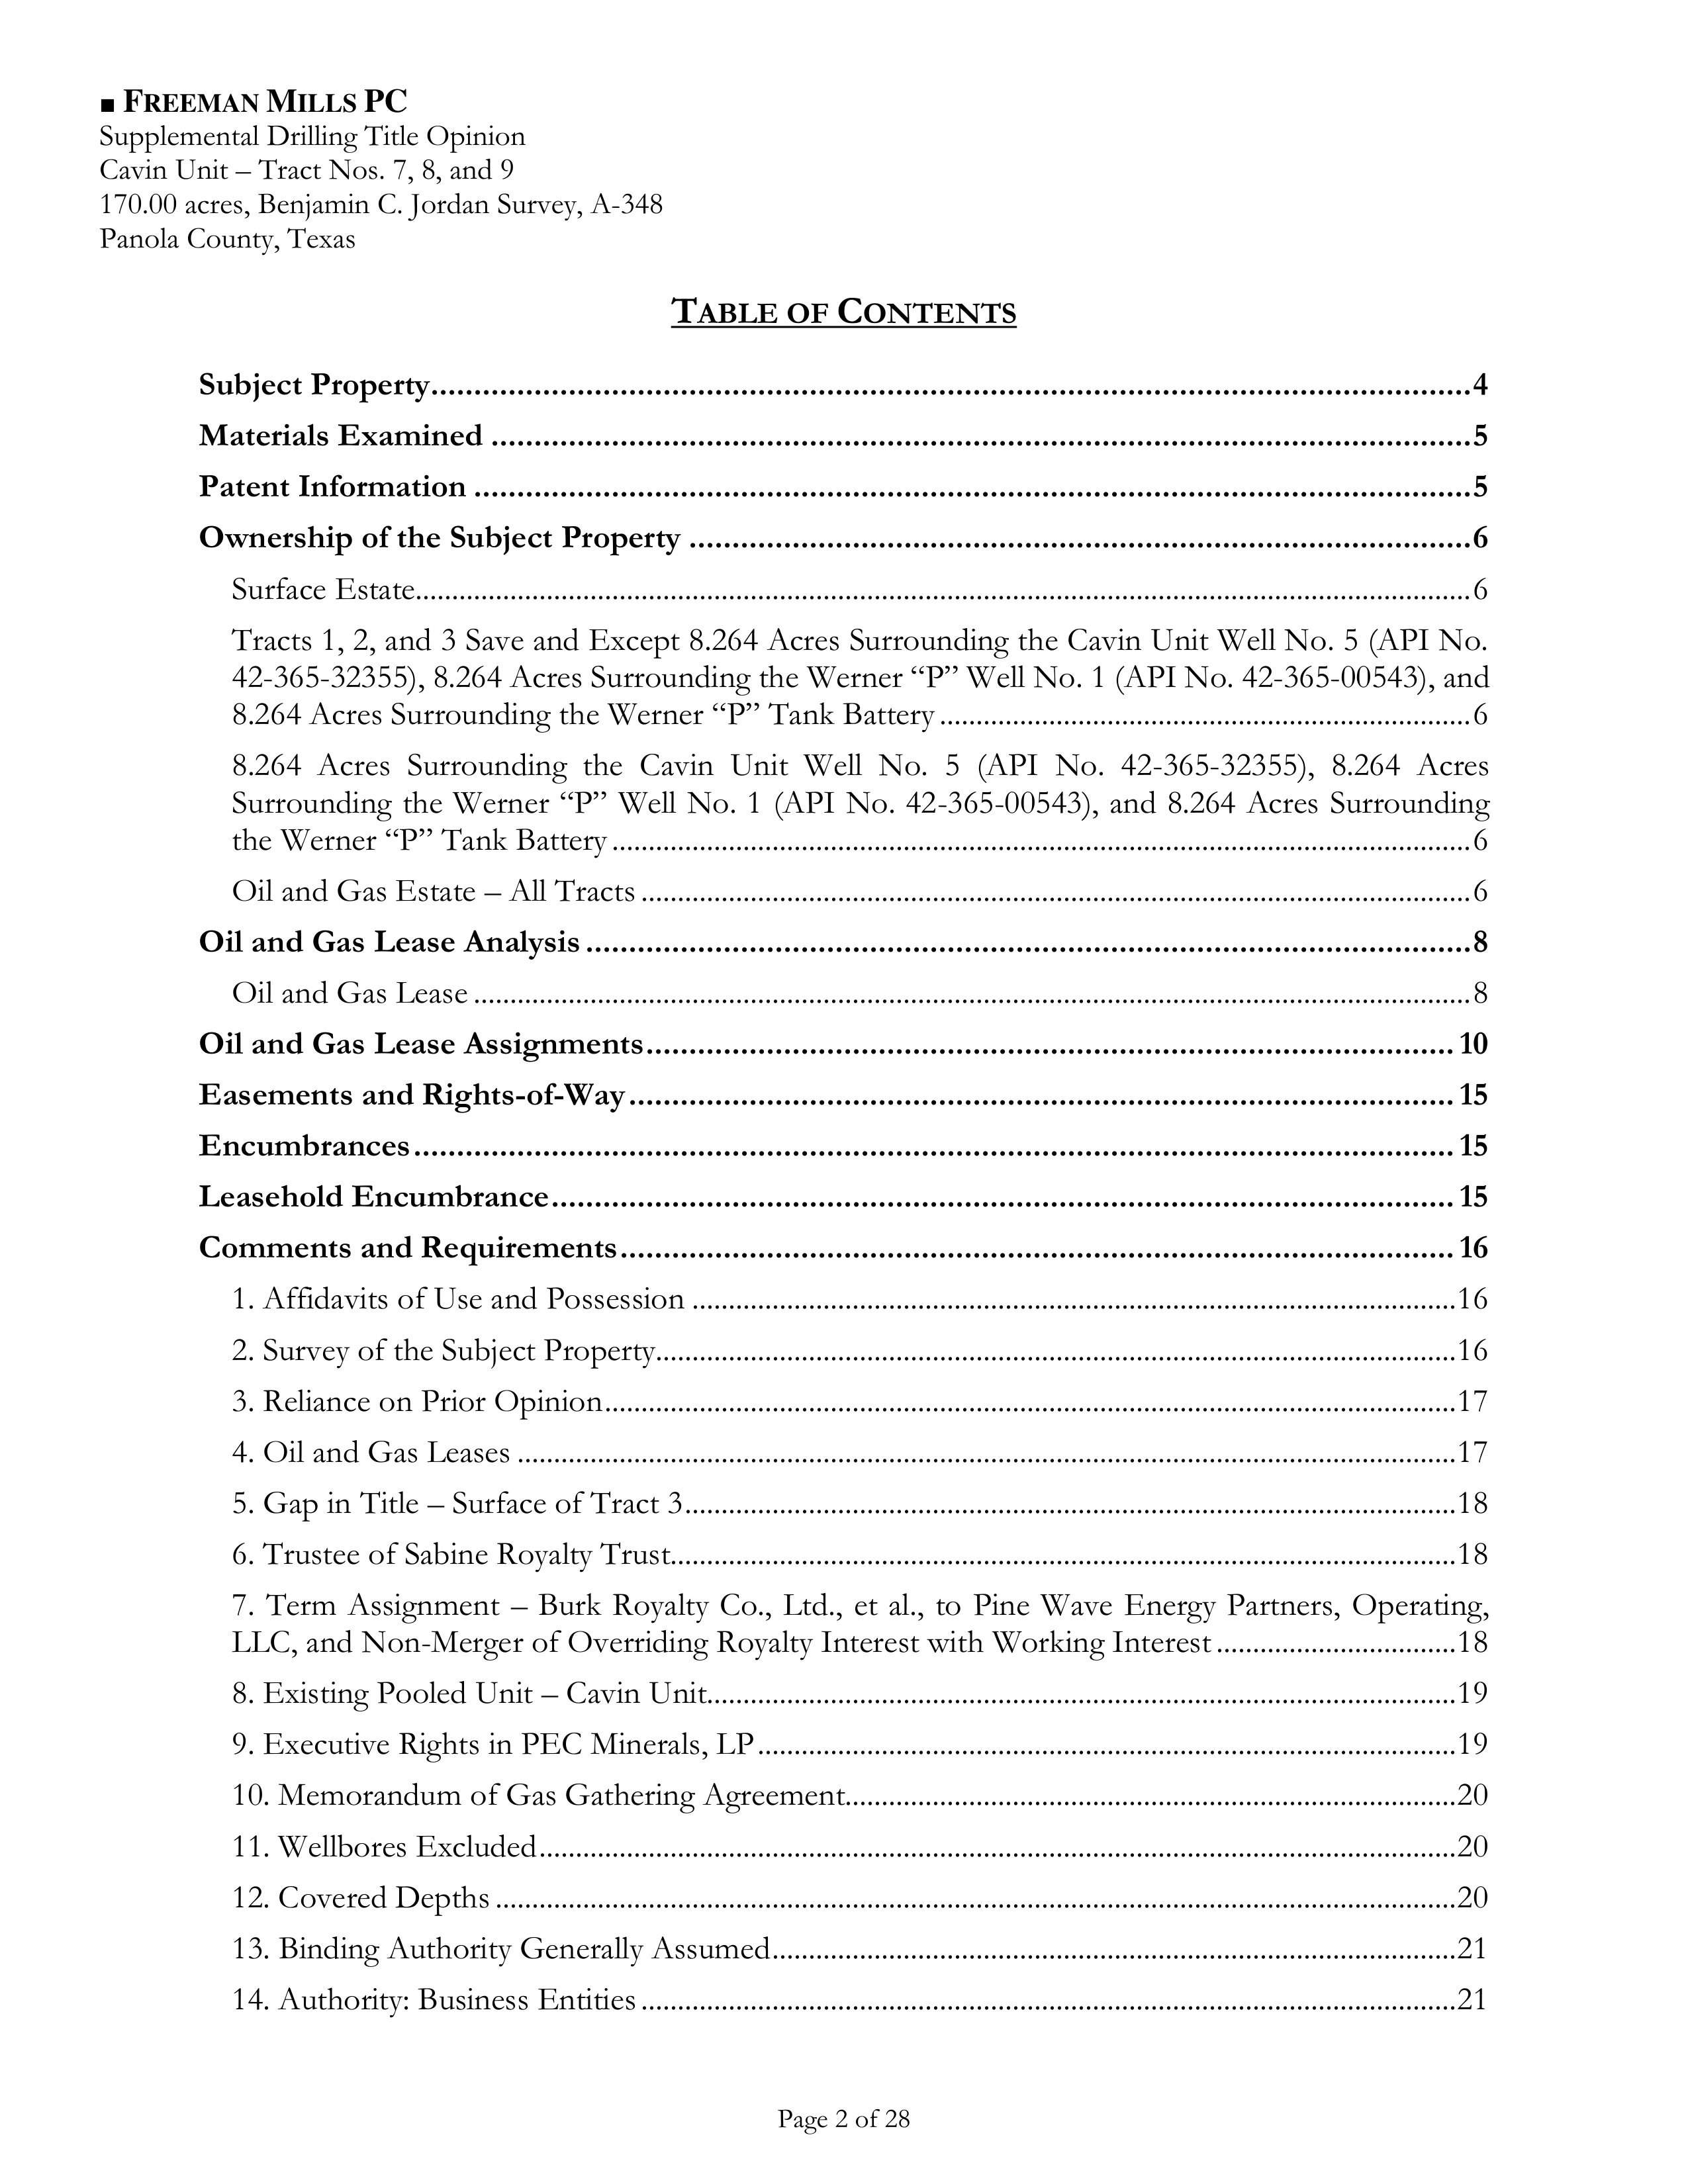 ■ FREEMAN MILLS PC
Supplemental Drilling Title Opinion
Cavin Unit – Tract Nos. 7, 8, and 9
170.00 acres, Benjamin C. Jordan Survey, A-348
Panola County, Texas
TABLE OF CONTENTS
Subject Property 4
Materials Examined 5
Patent Information 5
Ownership of the Subject Property 6
Surface Estate 6
Tracts 1, 2, and 3 Save and Except 8.264 Acres Surrounding the Cavin Unit Well No. 5 (API No.
42-365-32355), 8.264 Acres Surrounding the Werner “P” Well No. 1 (API No. 42-365-00543), and
8.264 Acres Surrounding the Werner “P” Tank Battery 6
8.264 Acres Surrounding the Cavin Unit Well No. 5 (API No. 42-365-32355), 8.264 Acres
Surrounding the Werner “P” Well No. 1 (API No. 42-365-00543), and 8.264 Acres Surrounding
the Werner “P” Tank Battery 6
Oil and Gas Estate – All Tracts 6
Oil and Gas Lease Analysis 8
Oil and Gas Lease 8
Oil and Gas Lease Assignments 10
Easements and Rights-of-Way 15
Encumbrances 15
Leasehold Encumbrance 15
Comments and Requirements 16
1. Affidavits of Use and Possession 16
2. Survey of the Subject Property 16
3. Reliance on Prior Opinion 17
4. Oil and Gas Leases 17
5. Gap in Title – Surface of Tract 3 18
6. Trustee of Sabine Royalty Trust 18
7. Term Assignment – Burk Royalty Co., Ltd., et al., to Pine Wave Energy Partners, Operating,
LLC, and Non-Merger of Overriding Royalty Interest with Working Interest 18
8. Existing Pooled Unit – Cavin Unit 19
9. Executive Rights in PEC Minerals, LP 19
10. Memorandum of Gas Gathering Agreement 20
11. Wellbores Excluded 20
12. Covered Depths 20
13. Binding Authority Generally Assumed 21
14. Authority: Business Entities 21
Page 2 of 28